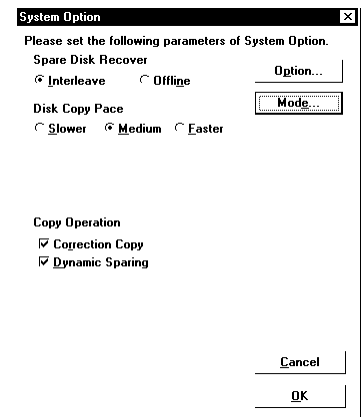 System Option
Please set the following parameters of System Option.
Spare Disk Recover
Interleave Offline
Option...
Mode...
Disk Copy Pace
Slower Medium Faster
Copy Operation
Correction Copy
Dynamic Sparing
Cancel
OK